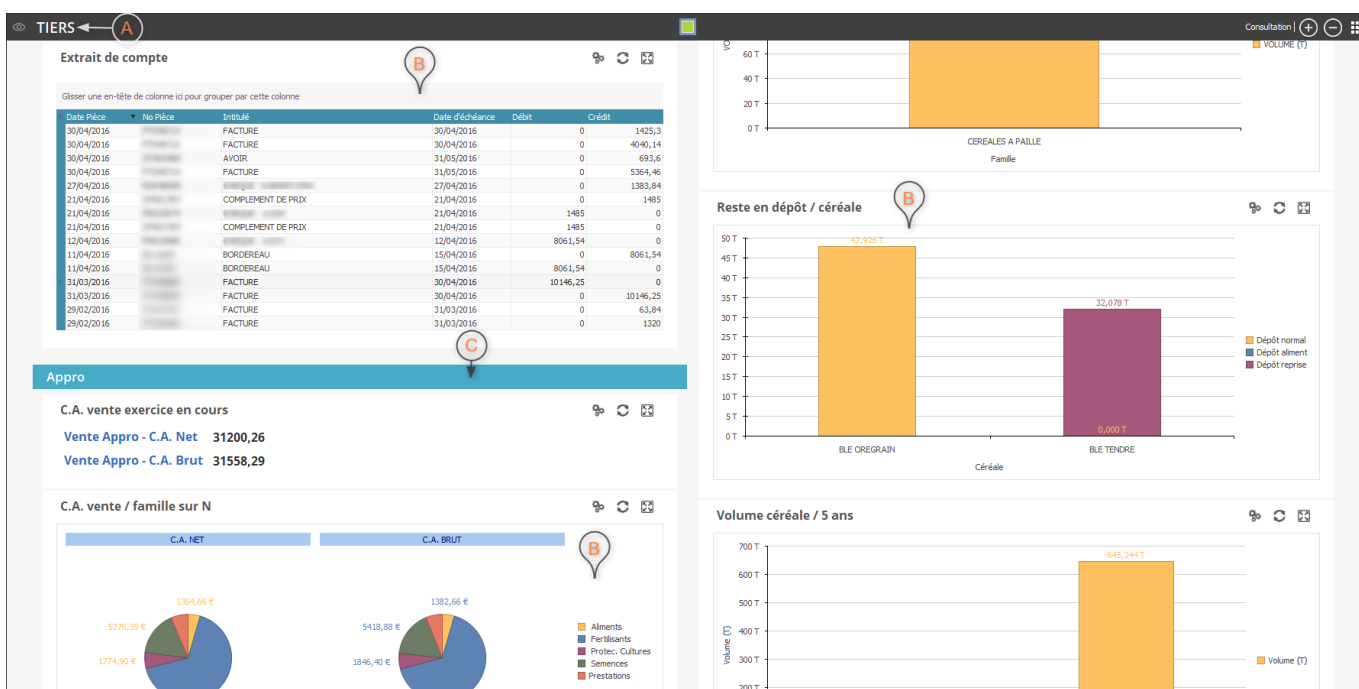 TIERS A
Consultation
Extrait de compte
B
Glisser une en-tête de colonne ici pour grouper par cette colonne
Date Pièce No Pièce Intitulé Date d'échéance Débit Crédit
30/04/2016 FACTURE 30/04/2016 0 1425,3
30/04/2016 FACTURE 30/04/2016 0 4040,14
30/04/2016 AVOIR 31/05/2016 0 693,6
30/04/2016 FACTURE 31/05/2016 0 5364,46
27/04/2016 27/04/2016 0 1383,84
21/04/2016 COMPLEMENT DE PRIX 21/04/2016 0 1485
21/04/2016 21/04/2016 1485 0
21/04/2016 COMPLEMENT DE PRIX 21/04/2016 1485 0
12/04/2016 12/04/2016 8061,54 0
11/04/2016 BORDEREAU 15/04/2016 0 8061,54
11/04/2016 BORDEREAU 15/04/2016 8061,54 0
31/03/2016 FACTURE 30/04/2016 10146,25 0
31/03/2016 FACTURE 30/04/2016 0 10146,25
29/02/2016 FACTURE 31/03/2016 0 63,84
29/02/2016 FACTURE 31/03/2016 0 1320
C
Appro
C.A. vente exercice en cours
Vente Appro - C.A. Net 31200,26
Vente Appro - C.A. Brut 31558,29
C.A. vente / famille sur N
C.A. NET C.A. BRUT
B
1364,66 € 1382,66 €
5276,35 € 5418,88 €
1774,90 € 1846,40 €
Aliments
Fertilisants
Protec. Cultures
Semences
Prestations
VOLUME (T)
60 T
40 T
20 T
0 T
CEREALES A PAILLE
Famille
Reste en dépôt / céréale
B
50 T
45 T
40 T
35 T
30 T
25 T
20 T
15 T
10 T
5 T
0 T
47,926 T
32,078 T
0,000 T
Dépôt normal
Dépôt aliment
Dépôt reprise
BLE OREGRAIN BLE TENDRE
Céréale
Volume céréale / 5 ans
700 T
600 T
500 T
400 T
300 T
200 T
645,244 T
Volume (T)
Volume (T)